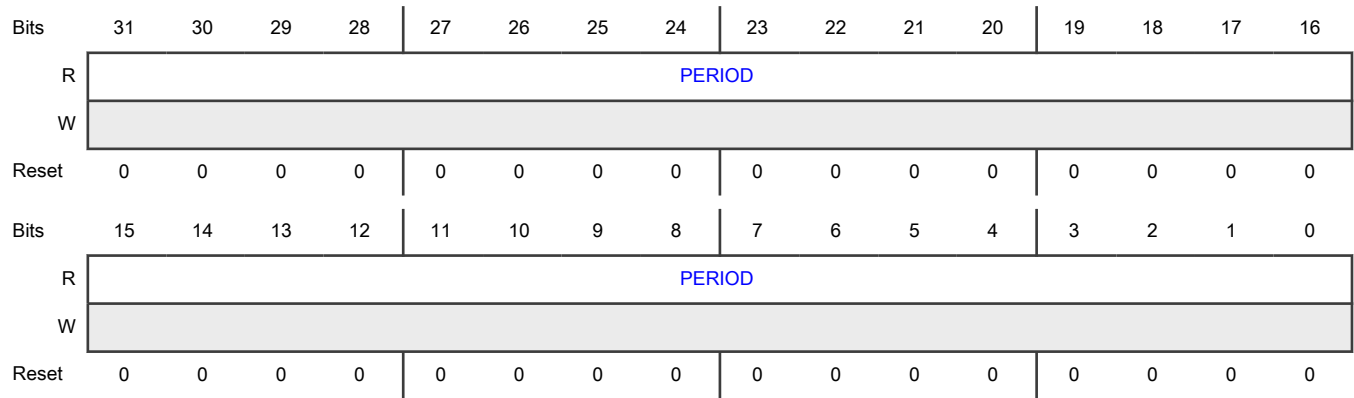 Bits 31 30 29 28 27 26 25 24 23 22 21 20 19 18 17 16
R PERIOD
W
Reset 0 0 0 0 0 0 0 0 0 0 0 0 0 0 0 0
Bits 15 14 13 12 11 10 9 8 7 6 5 4 3 2 1 0
R PERIOD
W
Reset 0 0 0 0 0 0 0 0 0 0 0 0 0 0 0 0